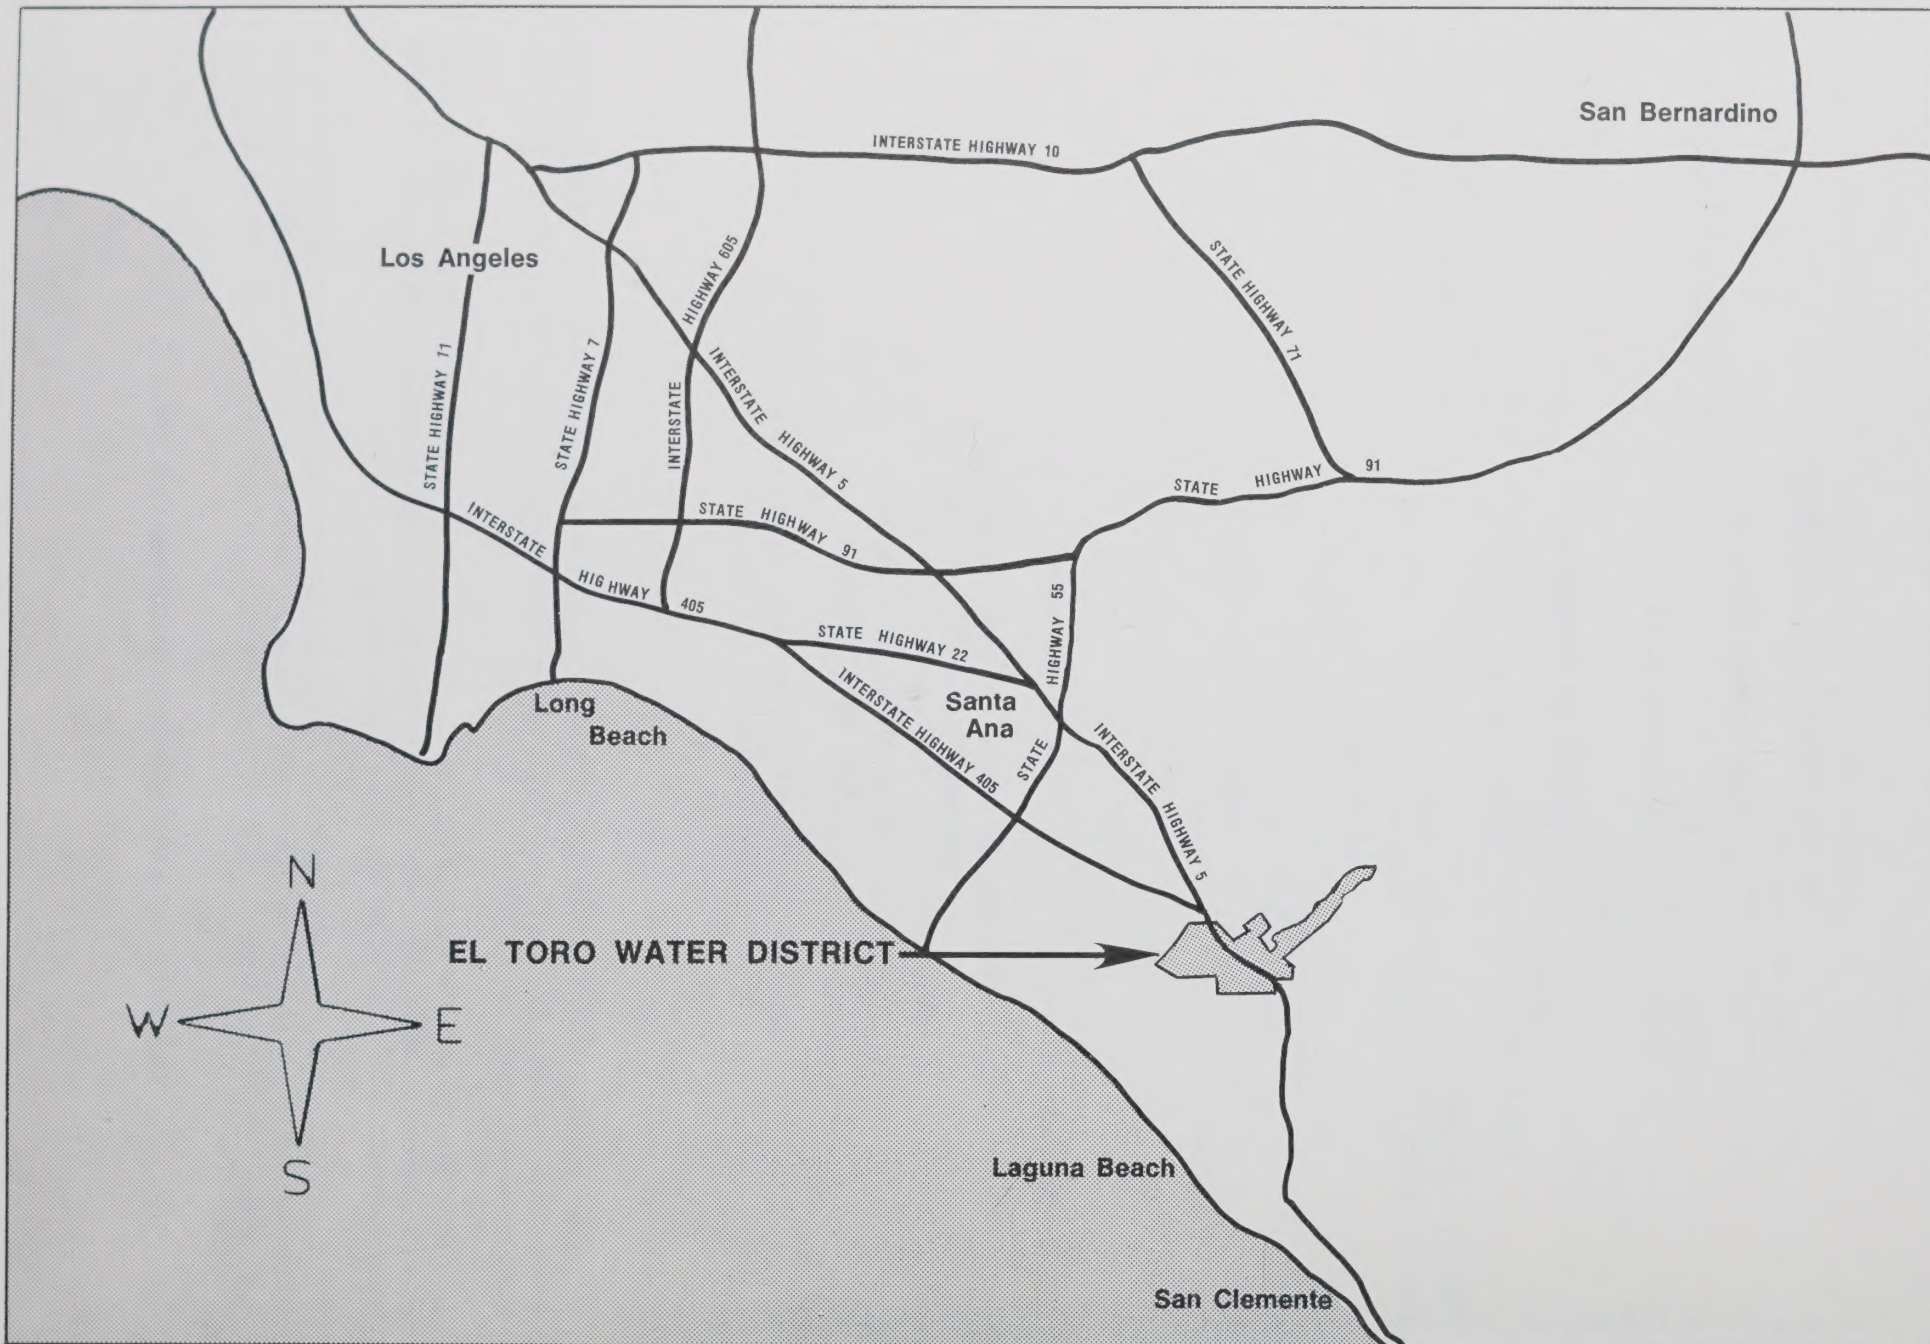 San Bernardino
INTERSTATE HIGHWAY 10
Los Angeles
HIGHWAY 605
INTERSTATE
STATE HIGHWAY 71
STATE HIGHWAY 11
STATE HIGHWAY 7
INTERSTATE HIGHWAY 5
STATE HIGHWAY 91
INTERSTATE HIGHWAY 405
STATE HIGHWAY 91
STATE HIGHWAY 55
STATE HIGHWAY 22
INTERSTATE HIGHWAY 405
Santa
Ana
Long
Beach
INTERSTATE HIGHWAY 5
N
EL TORO WATER DISTRICT
W
E
S
Laguna Beach
San Clemente